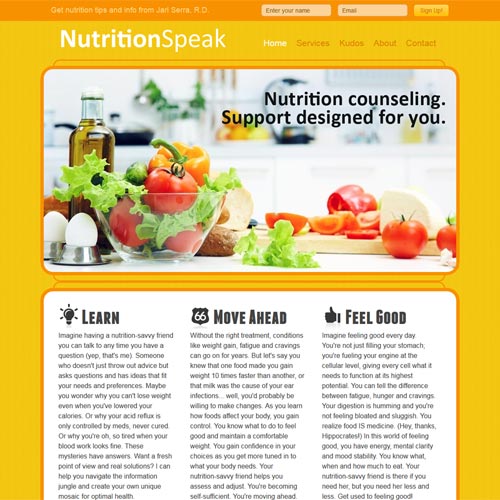 Get nutrition tips and info from Jari Serra, R.D.
Enter your name
Enter your email
Sign Up!
NutritionSpeak
Home Services Kudos About Contact
Nutrition counseling.
Support designed for you.
LEARN
Imagine having a nutrition-savvy friend
you can talk to any time you have a
question (yep, that's me). Someone
who doesn't just throw out advice but
asks questions and has ideas that fit
your needs and preferences. Maybe
you wonder why you can't lose weight
even when you've lowered your
calories. Or why your acid reflux is
only controlled by meds, never cured.
Or why you're oh, so tired when your
blood work looks fine. These
mysteries have answers. Want a fresh
point of view and real solutions? I can
help you navigate the information
jungle and create your own unique
mosaic for optimal health.
66
MOVE AHEAD
Without the right treatment, conditions
like weight gain, fatigue and cravings
can go on for years. But let's say you
knew that one food made you gain
weight 10 times faster than another, or
that milk was the cause of your ear
infections... well, you'd probably be
willing to make changes. As you learn
how foods affect your body, you gain
control. You know what to do to feel
good and maintain a comfortable
weight. You gain confidence in your
choices as you get more tuned in to
what your body needs. Your
nutrition-savvy friend helps you
assess and adjust. You're becoming
self-sufficient. You're moving ahead.
FEEL GOOD
Imagine feeling good every day.
You're not just filling your stomach;
you're fueling your engine at the
cellular level, giving every cell what it
needs to function at its highest
potential. You can tell the difference
between fatigue, hunger and cravings.
Your digestion is humming and you're
not feeling bloated and sluggish. You
realize food IS medicine. (Hey, thanks,
Hippocrates!) In this world of feeling
good, you have energy, mental clarity
and mood stability. You know what,
when and how much to eat. Your
nutrition-savvy friend is there if you
need her, but you need her less and
less. Get used to feeling good!